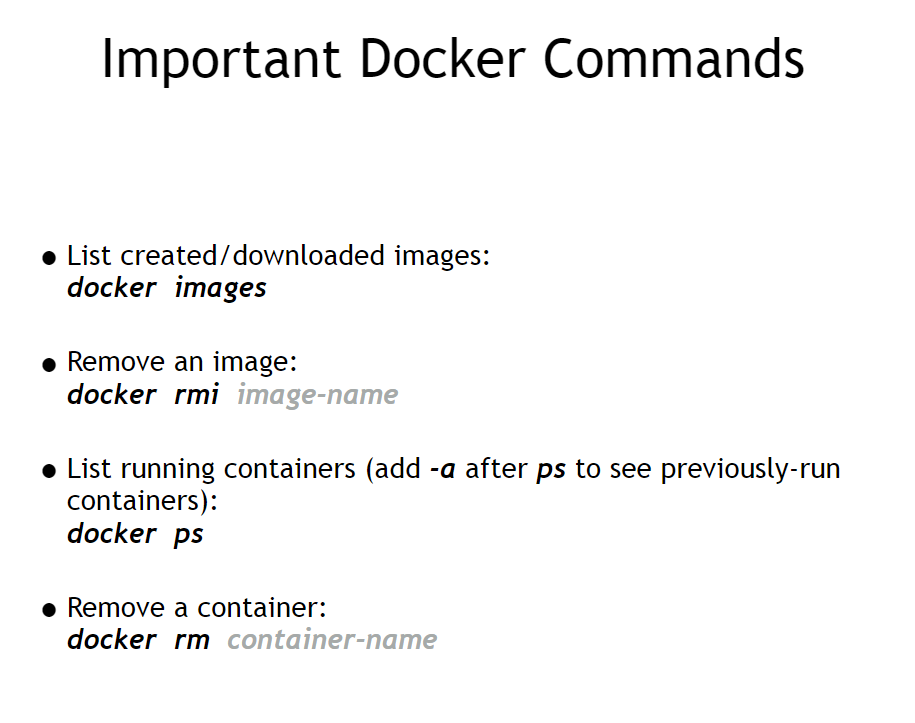 Important Docker Commands
● List created/downloaded images:
docker images
● Remove an image:
docker rmi image-name
● List running containers (add -a after ps to see previously-run
containers):
docker ps
● Remove a container:
docker rm container-name